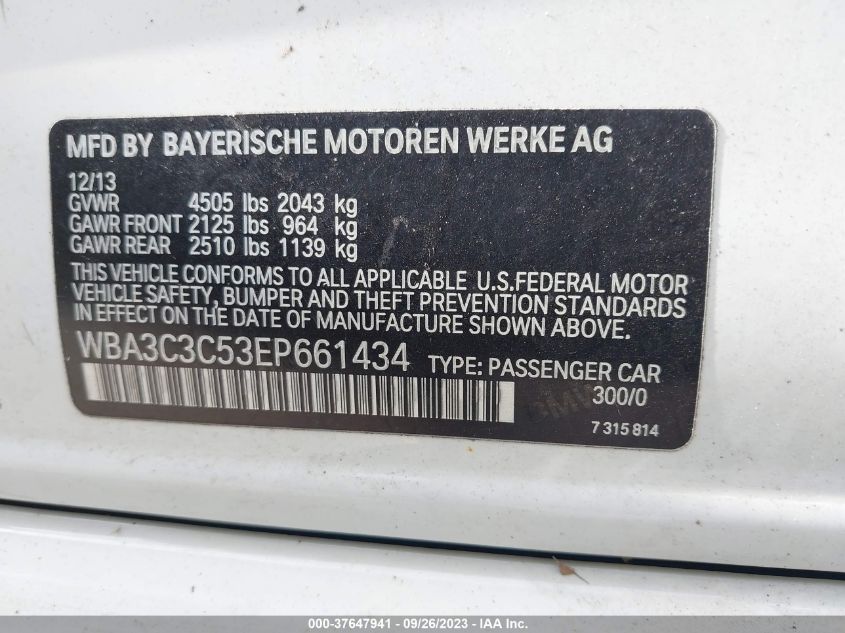 MFD BY BAYERISCHE MOTOREN WERKE AG
12/13
GVWR 4505 lbs 2043 kg
GAWR FRONT 2125 lbs 964 kg
GAWR REAR 2510 lbs 1139 kg
THIS VEHICLE CONFORMS TO ALL APPLICABLE U.S.FEDERAL MOTOR
VEHICLE SAFETY, BUMPER AND THEFT PREVENTION STANDARDS
IN EFFECT ON THE DATE OF MANUFACTURE SHOWN ABOVE.
WBA3C3C53EP661434 TYPE: PASSENGER CAR
300/0
BMW
7 315 814
000-37647941 - 09/26/2023 - IAA Inc.